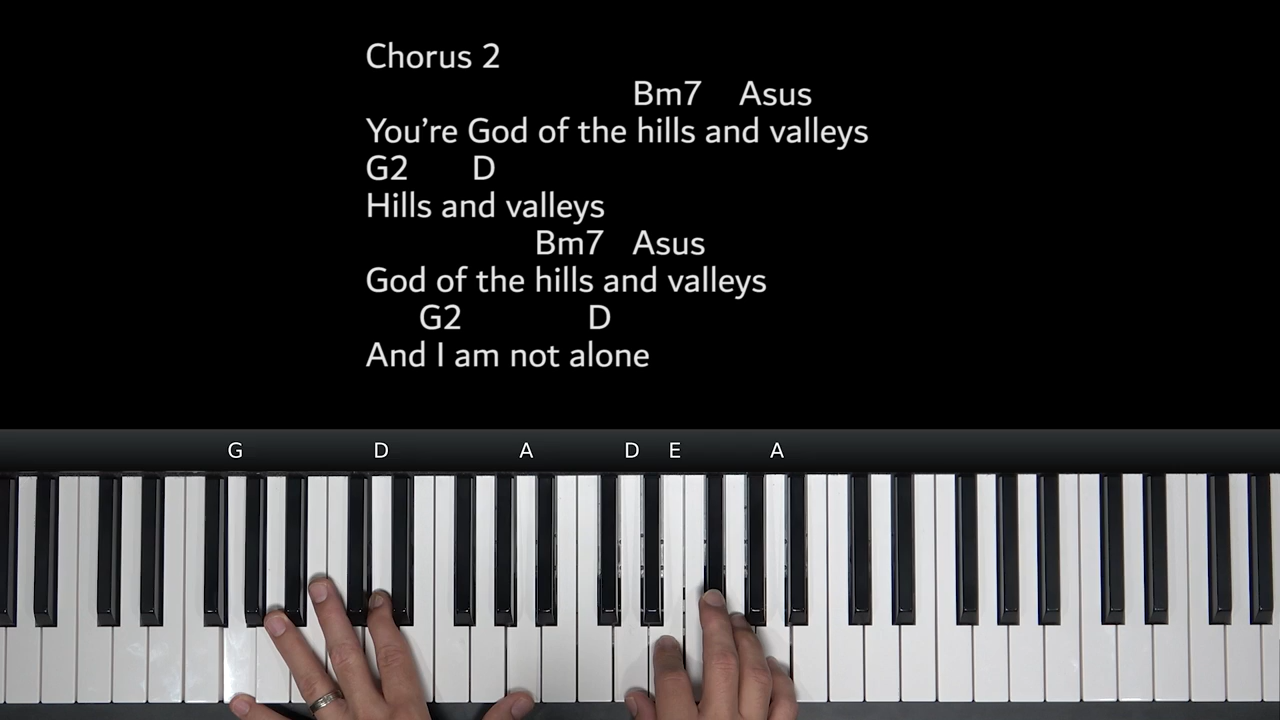 Chorus 2
Bm7 Asus
You’re God of the hills and valleys
G2 D
Hills and valleys
Bm7 Asus
God of the hills and valleys
G2 D
And I am not alone
G D A D E A